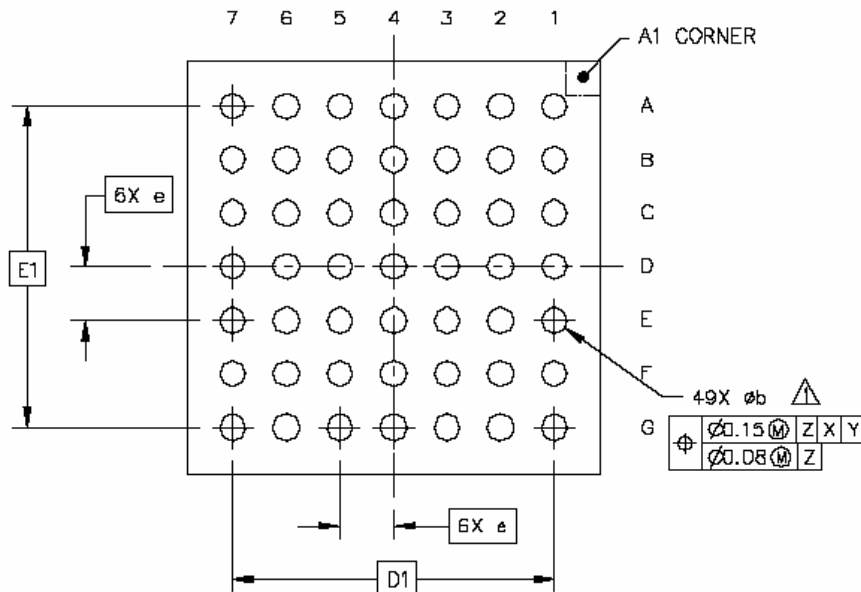 7 6 5 4 3 2 1
A1 CORNER
A
B
6X e
C
E1
D
E
F
49X øb 1
G
⌖ Ø0.15 Ⓜ Z X Y
Ø0.08 Ⓜ Z
6X e
D1